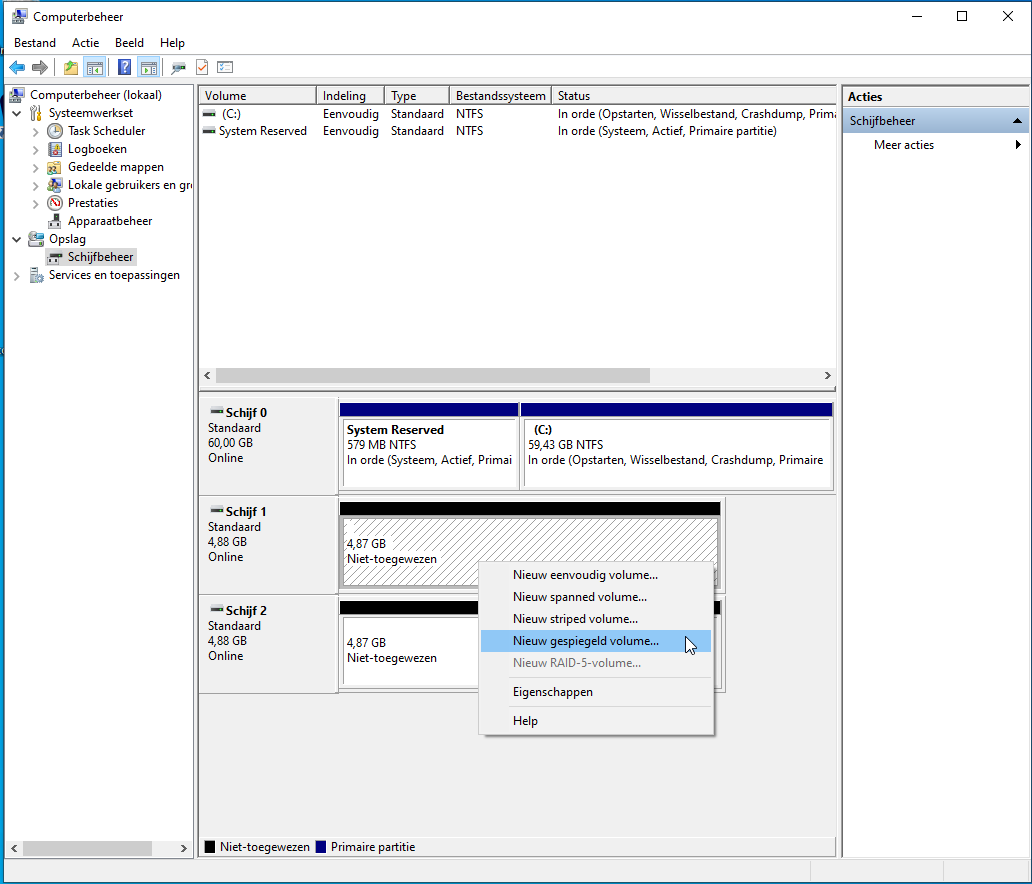 Computerbeheer
Bestand Actie Beeld Help
Computerbeheer (lokaal)
Systeemwerkset
Task Scheduler
Logboeken
Gedeelde mappen
Lokale gebruikers en gr
Prestaties
Apparaatbeheer
Opslag
Schijfbeheer
Services en toepassingen
Volume Indeling Type Bestandssysteem Status
(C:) Eenvoudig Standaard NTFS In orde (Opstarten, Wisselbestand, Crashdump, Prima
System Reserved Eenvoudig Standaard NTFS In orde (Systeem, Actief, Primaire partitie)
Schijf 0
Standaard
60,00 GB
Online
System Reserved
579 MB NTFS
In orde (Systeem, Actief, Primai
(C:)
59,43 GB NTFS
In orde (Opstarten, Wisselbestand, Crashdump, Primaire
Schijf 1
Standaard
4,88 GB
Online
4,87 GB
Niet-toegewezen
Schijf 2
Standaard
4,88 GB
Online
4,87 GB
Niet-toegewezen
Nieuw eenvoudig volume...
Nieuw spanned volume...
Nieuw striped volume...
Nieuw gespiegeld volume...
Nieuw RAID-5-volume...
Eigenschappen
Help
Niet-toegewezen Primaire partitie
Acties
Schijfbeheer
Meer acties